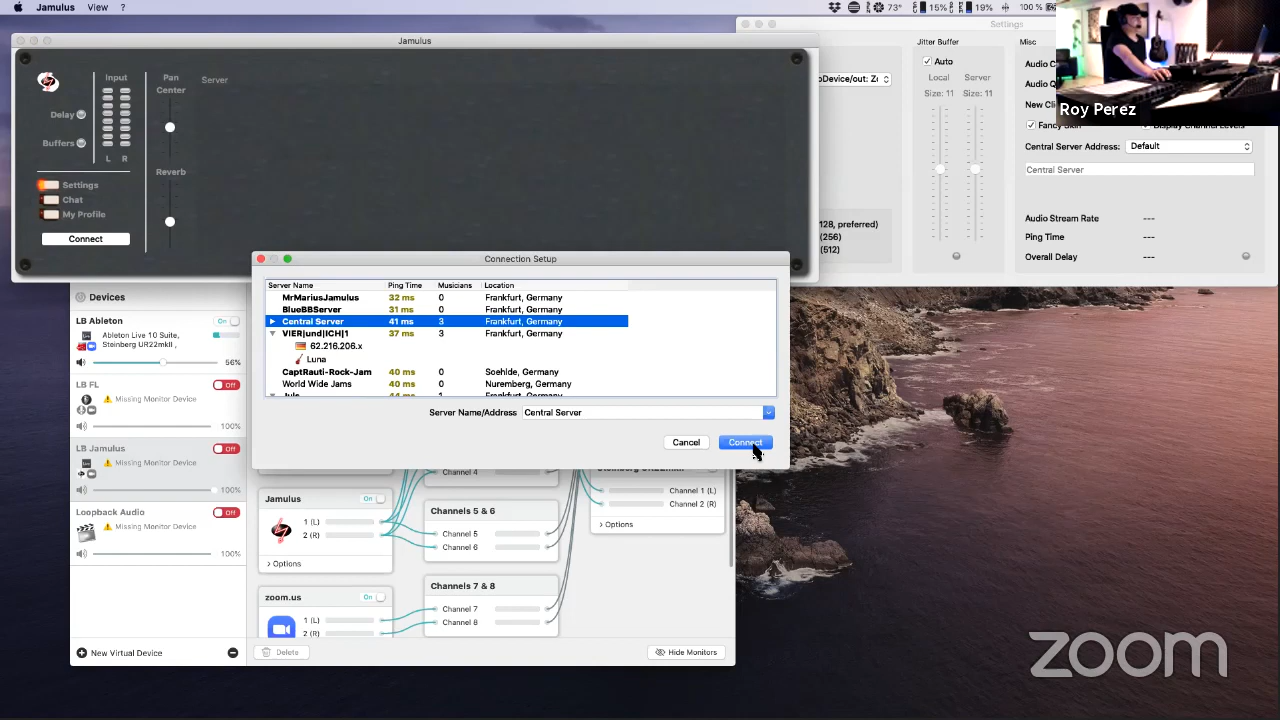 Jamulus View ? 73° 15% 19% 100 %
Jamulus
Settings
Input
Pan
Center
Server
Delay
Buffers
L R
Reverb
Settings
Chat
My Profile
Connect
Jitter Buffer
Auto
Local Server
Size: 11 Size: 11
Misc
Fancy Skin
Display Channel Levels
Central Server Address: Default
Central Server
Audio Stream Rate ---
Ping Time ---
Overall Delay ---
128, preferred)
(256)
(512)
Roy Perez
Connection Setup
Server Name Ping Time Musicians Location
MrMariusJamulus 32 ms 0 Frankfurt, Germany
BlueBBServer 31 ms 0 Frankfurt, Germany
Central Server 41 ms 3 Frankfurt, Germany
VIER|und|ICH|1 37 ms 3 Frankfurt, Germany
62.216.206.x
Luna
CaptRauti-Rock-Jam 40 ms 0 Soehlde, Germany
World Wide Jams 40 ms 0 Nuremberg, Germany
Server Name/Address Central Server
Cancel
Connect
Devices
LB Ableton On
Ableton Live 10 Suite,
Steinberg UR22mkII ,
56%
LB FL Off
Missing Monitor Device
100%
LB Jamulus Off
Missing Monitor Device
100%
Loopback Audio Off
Missing Monitor Device
100%
New Virtual Device
Jamulus On
1 (L)
2 (R)
> Options
zoom.us On
1 (L)
2 (R)
Channel 4
Channels 5 & 6
Channel 5
Channel 6
Channels 7 & 8
Channel 7
Channel 8
Channel 1 (L)
Channel 2 (R)
> Options
Delete
Hide Monitors
zoom